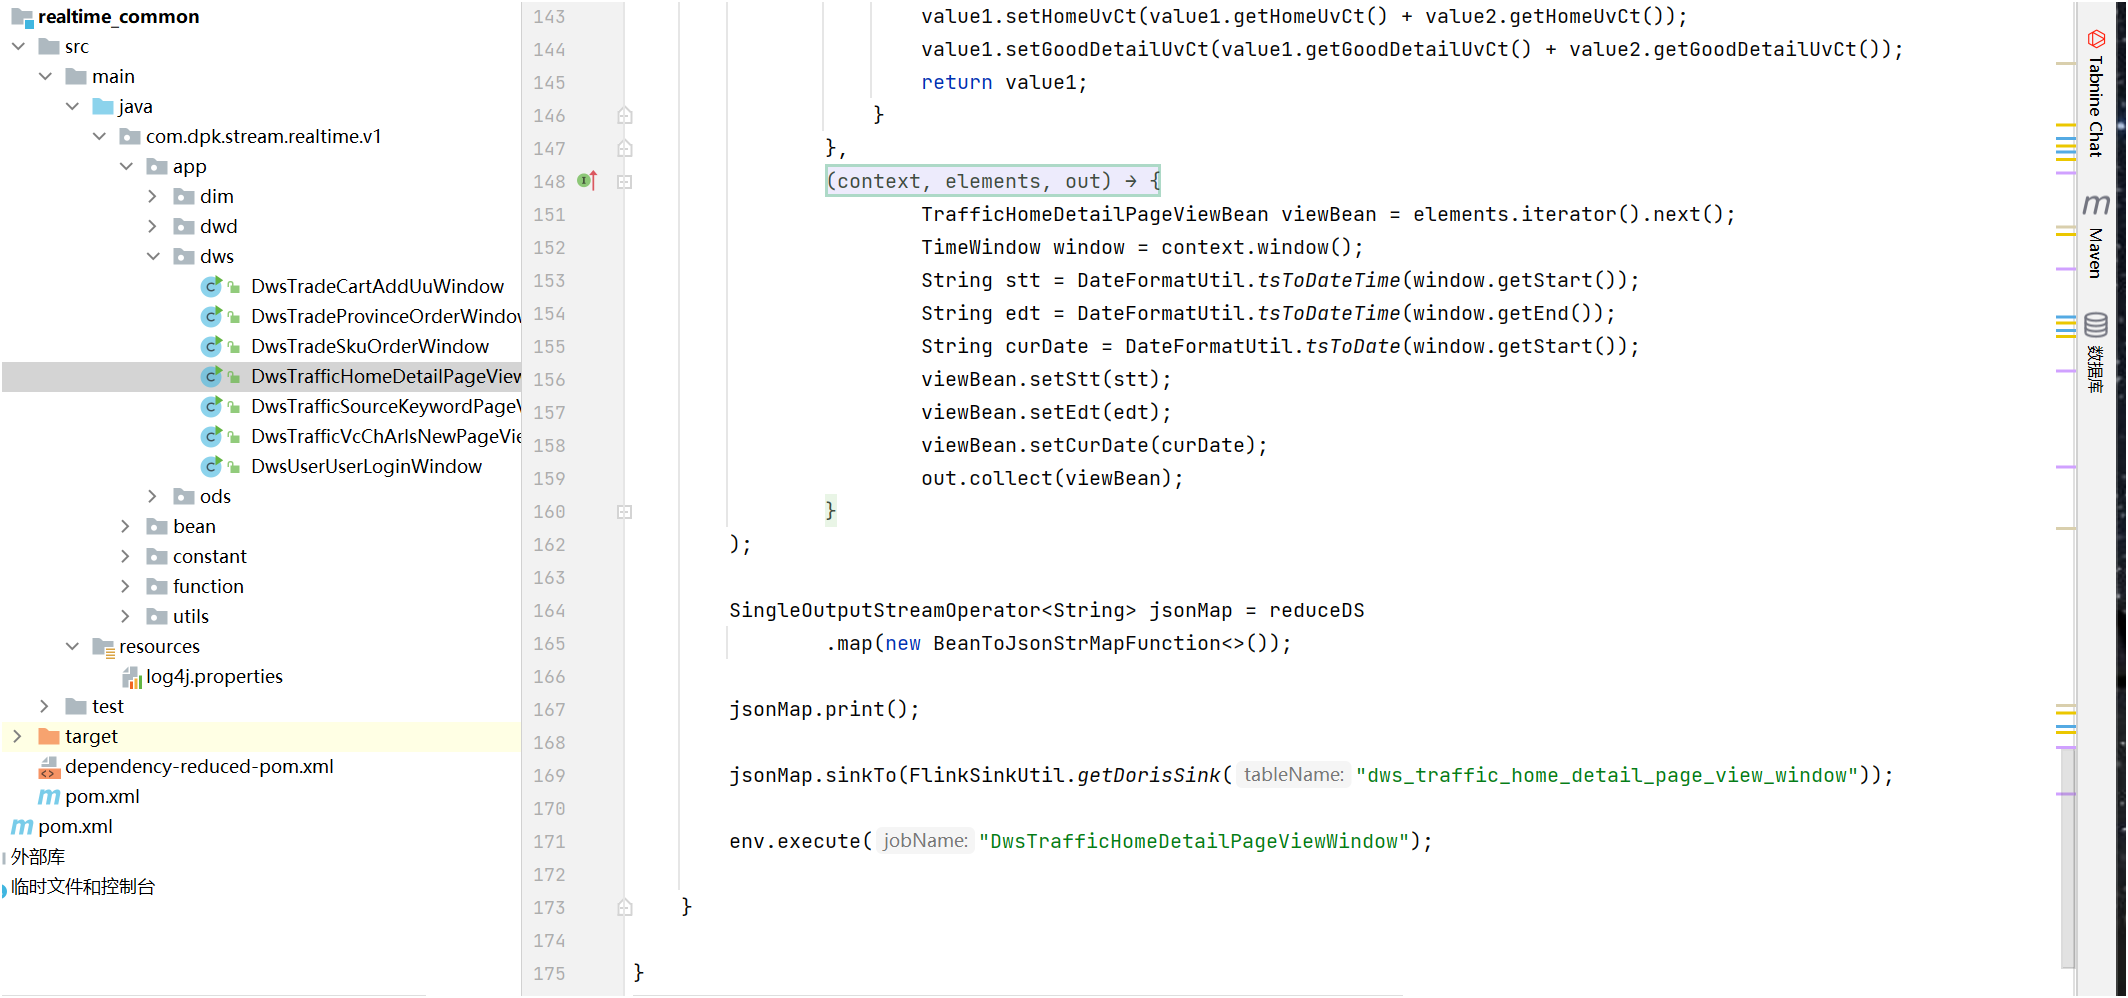 realtime_common
src
main
java
com.dpk.stream.realtime.v1
app
dim
dwd
dws
DwsTradeCartAddUuWindow
DwsTradeProvinceOrderWindow
DwsTradeSkuOrderWindow
DwsTrafficHomeDetailPageView
DwsTrafficSourceKeywordPageV
DwsTrafficVcChArIsNewPageVie
DwsUserUserLoginWindow
ods
bean
constant
function
utils
resources
log4j.properties
test
target
dependency-reduced-pom.xml
pom.xml
pom.xml
外部库
临时文件和控制台
143 value1.setHomeUvCt(value1.getHomeUvCt() + value2.getHomeUvCt());
144 value1.setGoodDetailUvCt(value1.getGoodDetailUvCt() + value2.getGoodDetailUvCt());
145 return value1;
146 }
147 },
148 (context, elements, out) → {
151 TrafficHomeDetailPageViewBean viewBean = elements.iterator().next();
152 TimeWindow window = context.window();
153 String stt = DateFormatUtil.tsToDateTime(window.getStart());
154 String edt = DateFormatUtil.tsToDateTime(window.getEnd());
155 String curDate = DateFormatUtil.tsToDate(window.getStart());
156 viewBean.setStt(stt);
157 viewBean.setEdt(edt);
158 viewBean.setCurDate(curDate);
159 out.collect(viewBean);
160 }
162 );
163
164 SingleOutputStreamOperator<String> jsonMap = reduceDS
165 .map(new BeanToJsonStrMapFunction<>());
166
167 jsonMap.print();
168
169 jsonMap.sinkTo(FlinkSinkUtil.getDorisSink( tableName: "dws_traffic_home_detail_page_view_window"));
170
171 env.execute( jobName: "DwsTrafficHomeDetailPageViewWindow");
172
173 }
174
175 }
Tabnine Chat
m Maven
数据库